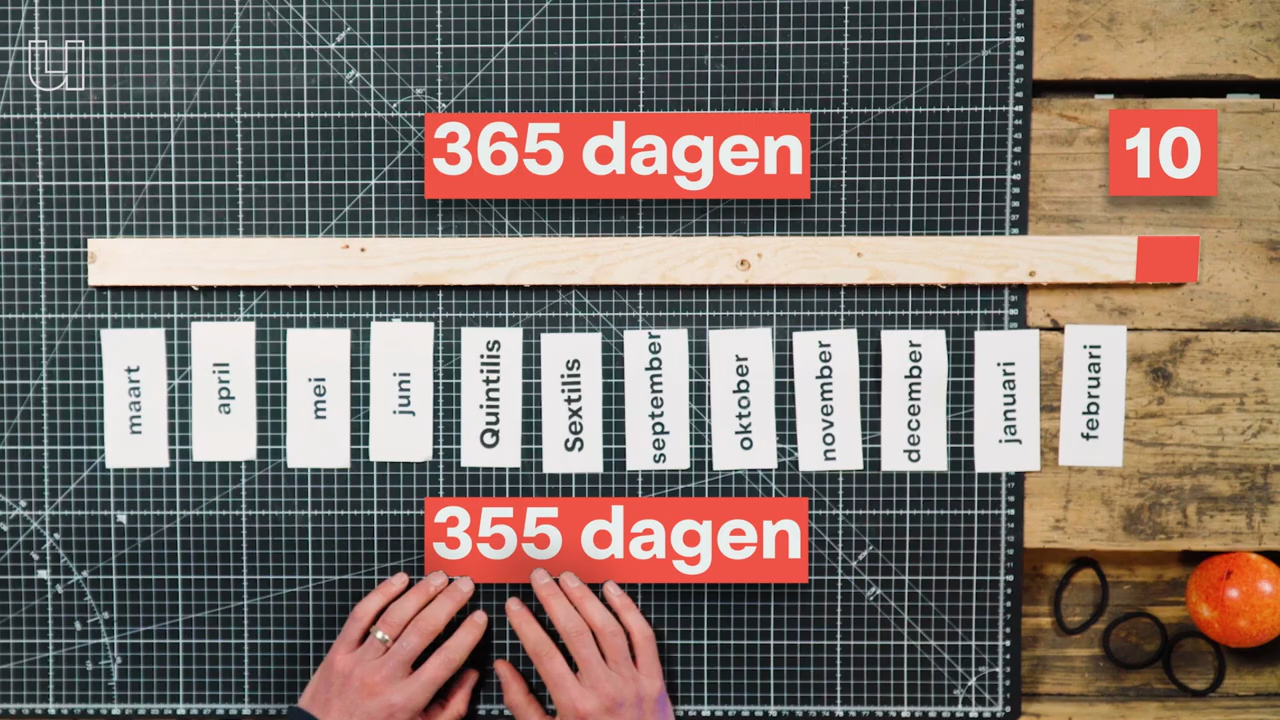 U
365 dagen
10
maart
april
mei
juni
Quintilis
Sextilis
september
oktober
november
december
januari
februari
355 dagen